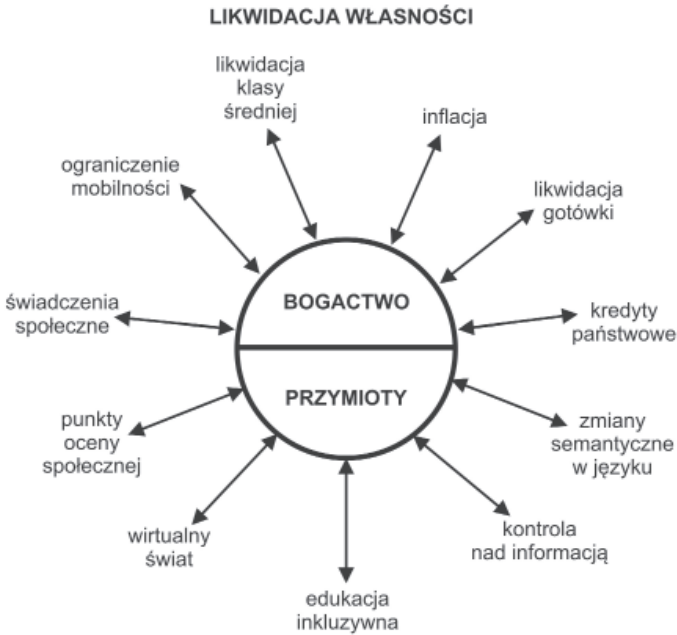 LIKWIDACJA WŁASNOŚCI
likwidacja
klasy
średniej
inflacja
ograniczenie
mobilności
likwidacja
gotówki
świadczenia
społeczne
BOGACTWO
kredyty
państwowe
PRZYMIOTY
punkty
oceny
społecznej
zmiany
semantyczne
w języku
wirtualny
świat
kontrola
nad informacją
edukacja
inkluzywna